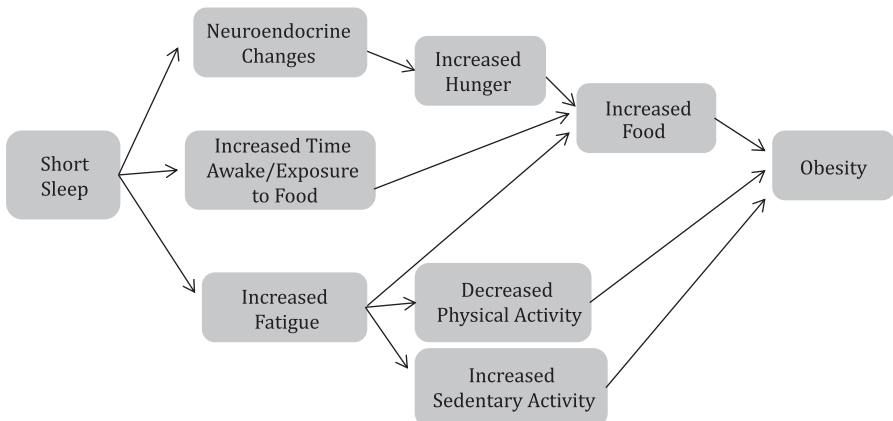 Neuroendocrine
Changes
Increased
Hunger
Increased
Food
Short
Sleep
Increased Time
Awake/Exposure
to Food
Obesity
Increased
Fatigue
Decreased
Physical Activity
Increased
Sedentary Activity